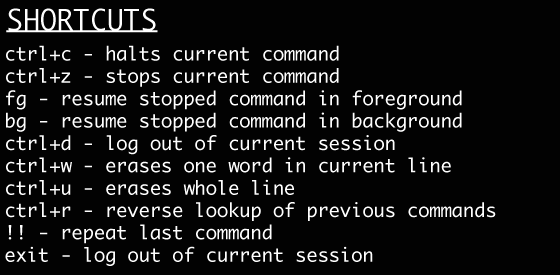 SHORTCUTS
ctrl+c - halts current command
ctrl+z - stops current command
fg - resume stopped command in foreground
bg - resume stopped command in background
ctrl+d - log out of current session
ctrl+w - erases one word in current line
ctrl+u - erases whole line
ctrl+r - reverse lookup of previous commands
!! - repeat last command
exit - log out of current session